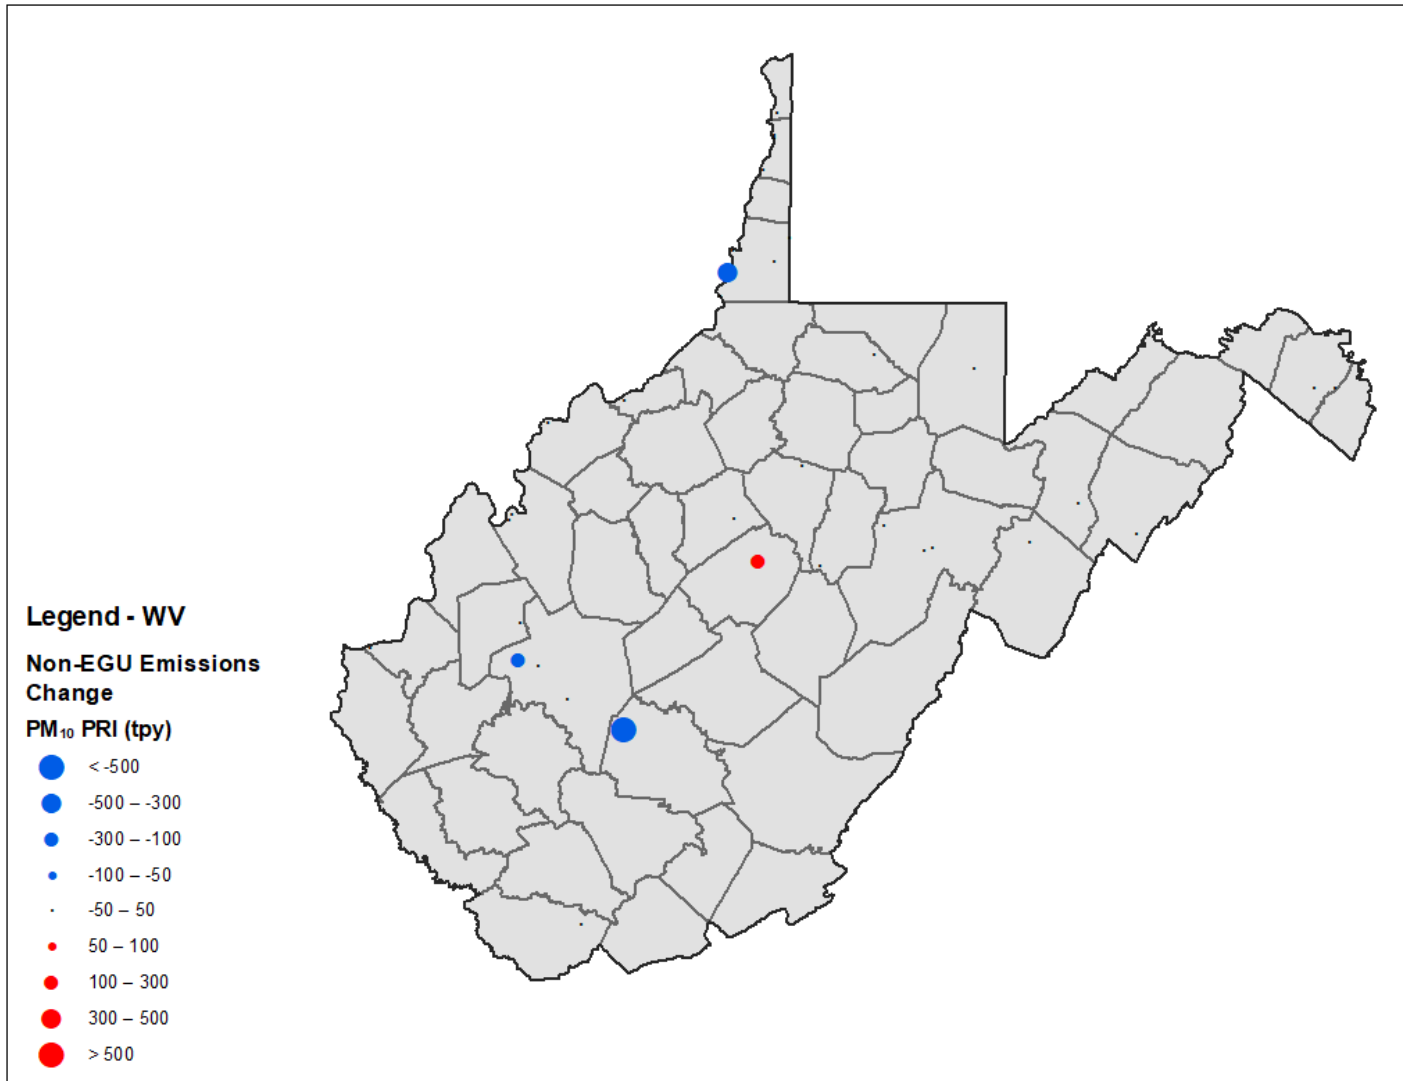 Legend - WV
Non-EGU Emissions
Change
PM₁₀ PRI (tpy)
< -500
-500 – -300
-300 – -100
-100 – -50
-50 – 50
50 – 100
100 – 300
300 – 500
> 500